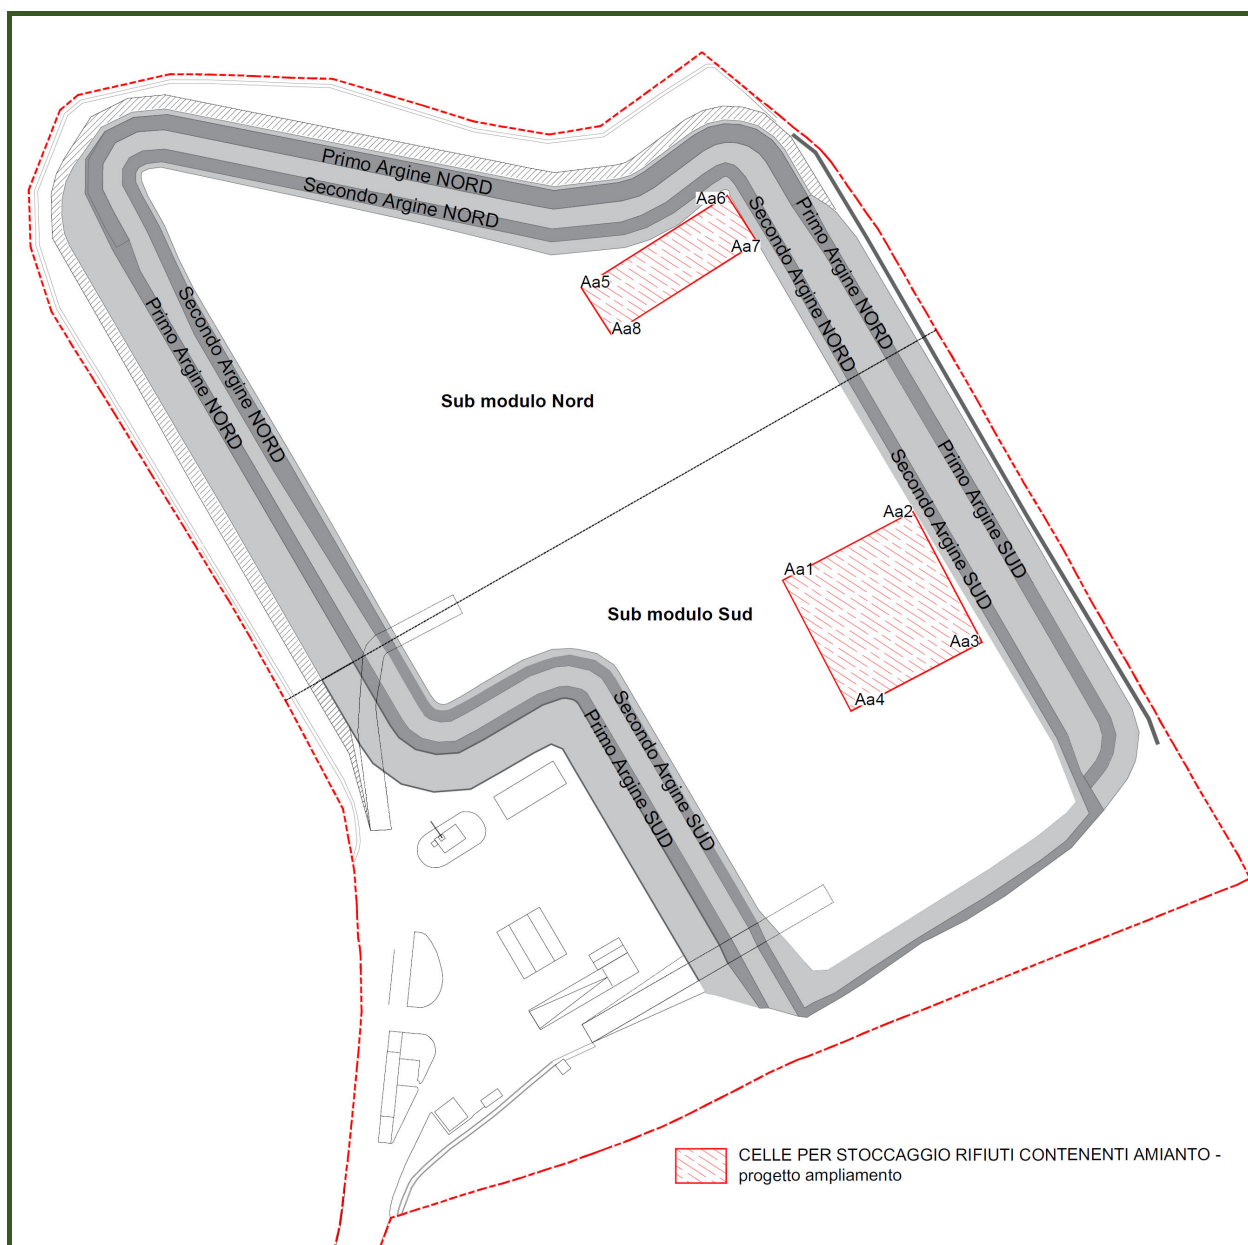 Primo Argine NORD
Secondo Argine NORD
Aa6
Aa7
Aa5
Aa8
Secondo Argine NORD
Primo Argine NORD
Secondo Argine NORD
Primo Argine NORD
Sub modulo Nord
Secondo Argine SUD
Primo Argine SUD
Aa2
Aa1
Sub modulo Sud
Aa3
Aa4
Secondo Argine SUD
Primo Argine SUD
CELLE PER STOCCAGGIO RIFIUTI CONTENENTI AMIANTO -
progetto ampliamento